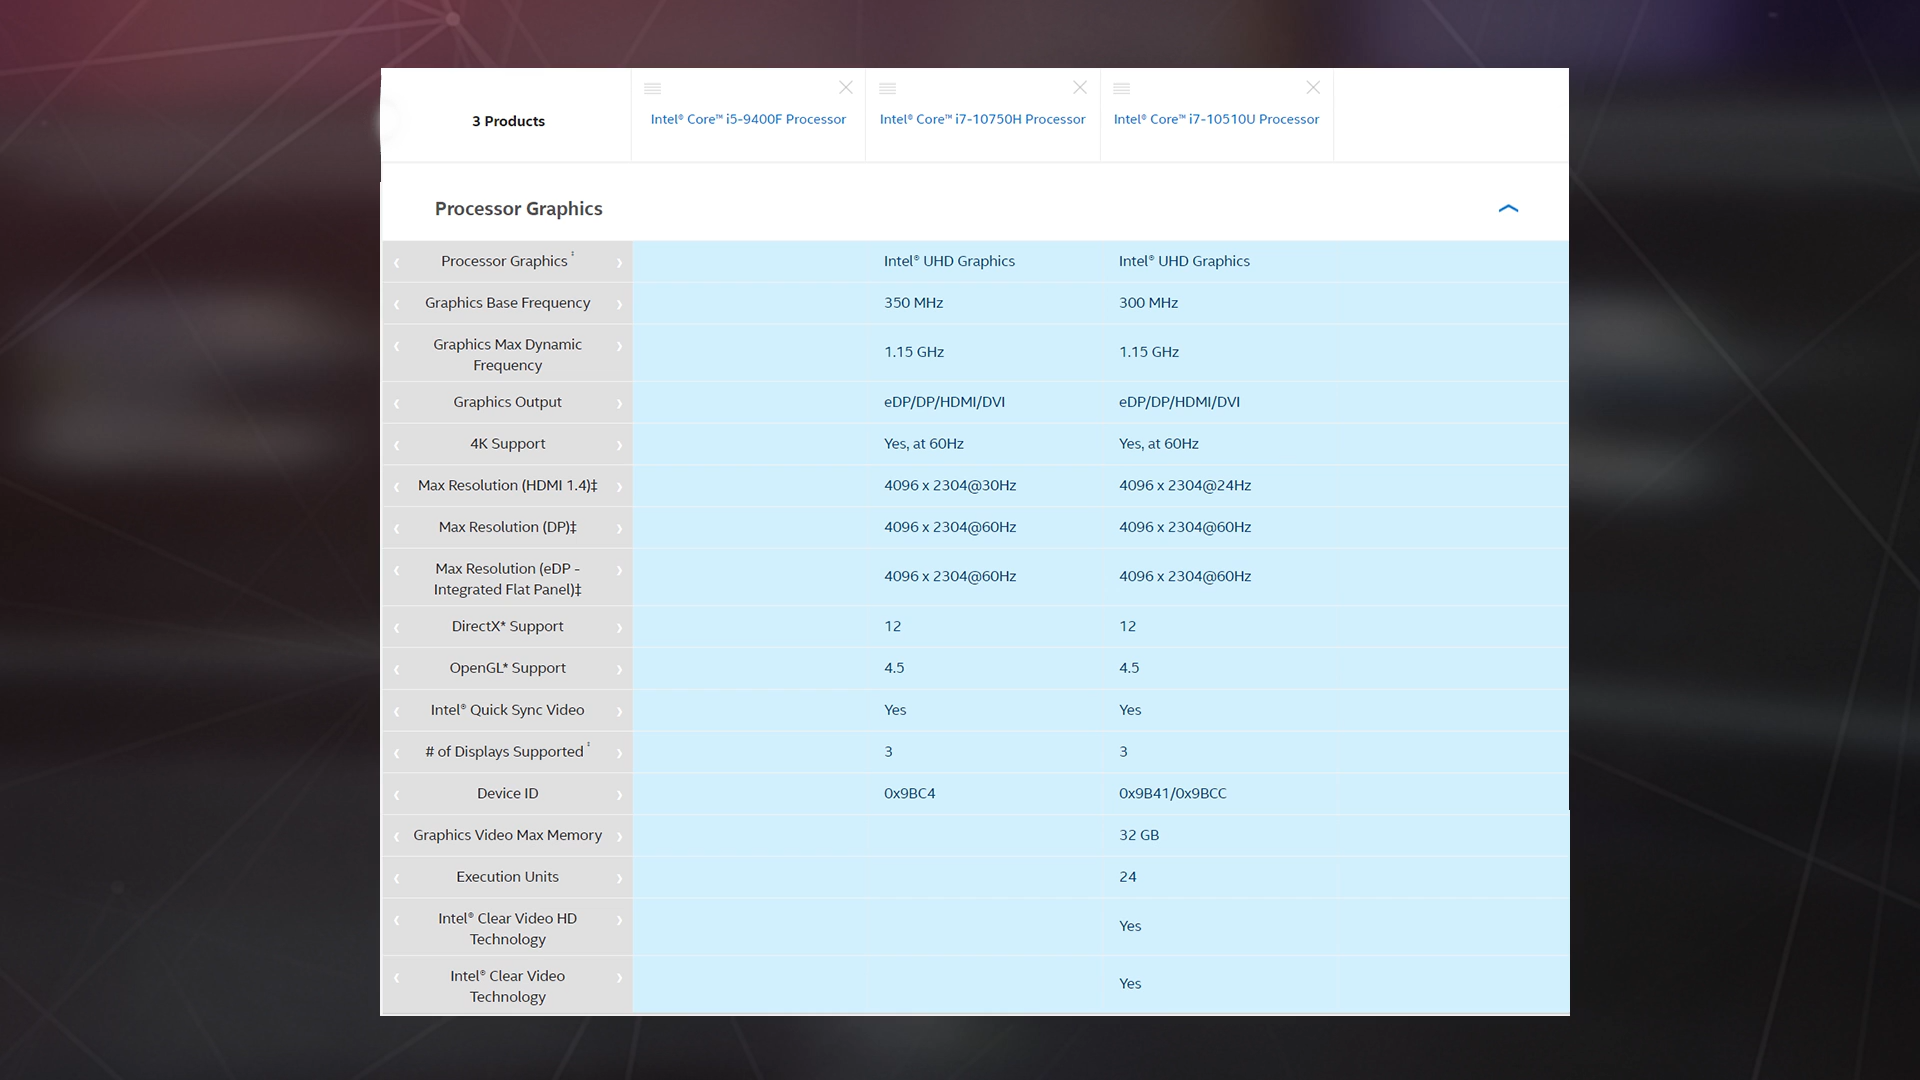 3 Products
Intel® Core™ i5-9400F Processor
Intel® Core™ i7-10750H Processor
Intel® Core™ i7-10510U Processor
Processor Graphics
Processor Graphics ‡
Intel® UHD Graphics
Intel® UHD Graphics
Graphics Base Frequency
350 MHz
300 MHz
Graphics Max Dynamic
Frequency
1.15 GHz
1.15 GHz
Graphics Output
eDP/DP/HDMI/DVI
eDP/DP/HDMI/DVI
4K Support
Yes, at 60Hz
Yes, at 60Hz
Max Resolution (HDMI 1.4)‡
4096 x 2304@30Hz
4096 x 2304@24Hz
Max Resolution (DP)‡
4096 x 2304@60Hz
4096 x 2304@60Hz
Max Resolution (eDP -
Integrated Flat Panel)‡
4096 x 2304@60Hz
4096 x 2304@60Hz
DirectX* Support
12
12
OpenGL* Support
4.5
4.5
Intel® Quick Sync Video
Yes
Yes
# of Displays Supported ‡
3
3
Device ID
0x9BC4
0x9B41/0x9BCC
Graphics Video Max Memory
32 GB
Execution Units
24
Intel® Clear Video HD
Technology
Yes
Intel® Clear Video
Technology
Yes